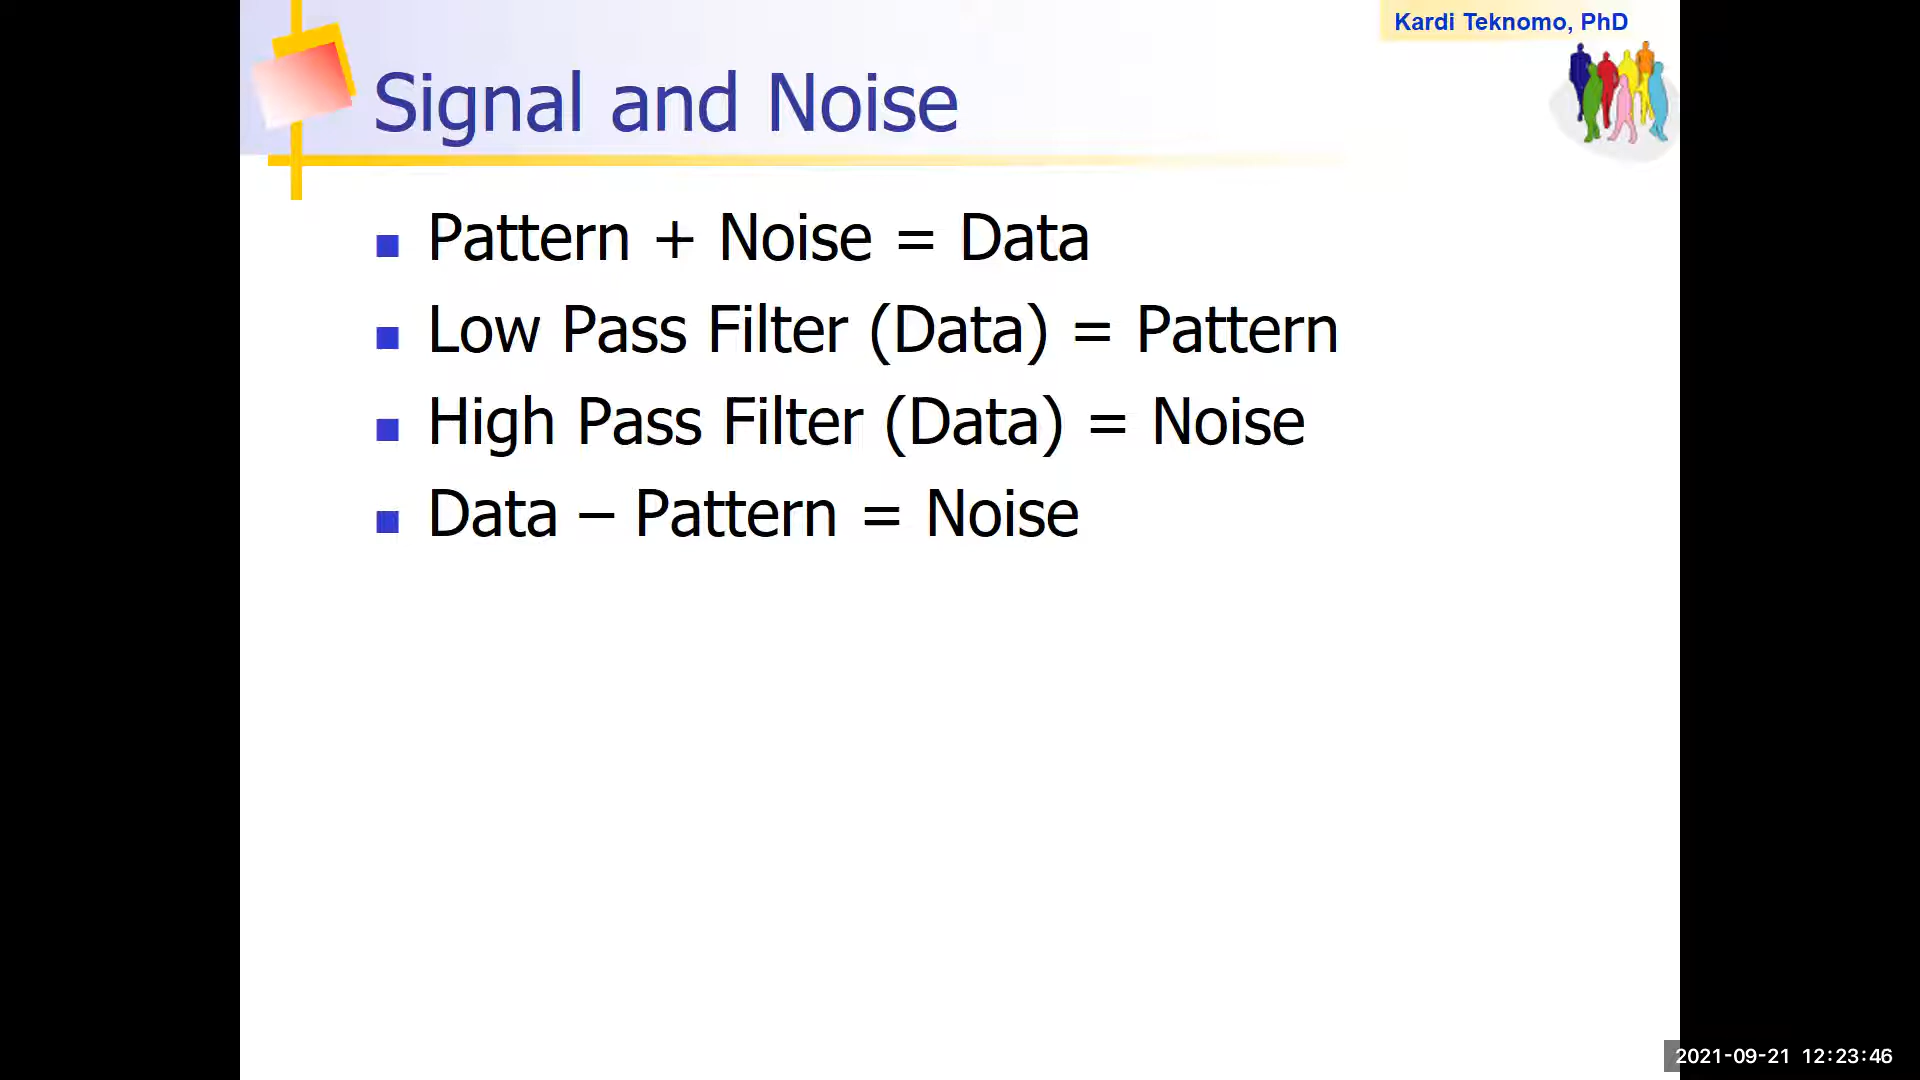 Kardi Teknomo, PhD
Signal and Noise
Pattern + Noise = Data
Low Pass Filter (Data) = Pattern
High Pass Filter (Data) = Noise
Data – Pattern = Noise
2021-09-21 12:23:46